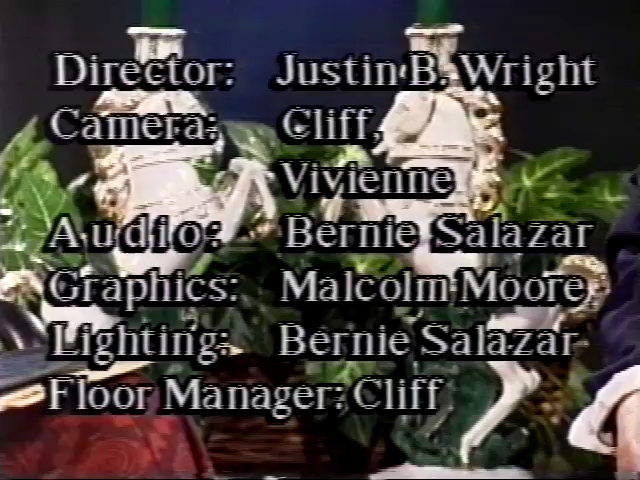 Director: Justin B. Wright
Camera: Cliff,
Vivienne
Audio: Bernie Salazar
Graphics: Malcolm Moore
Lighting: Bernie Salazar
Floor Manager: Cliff